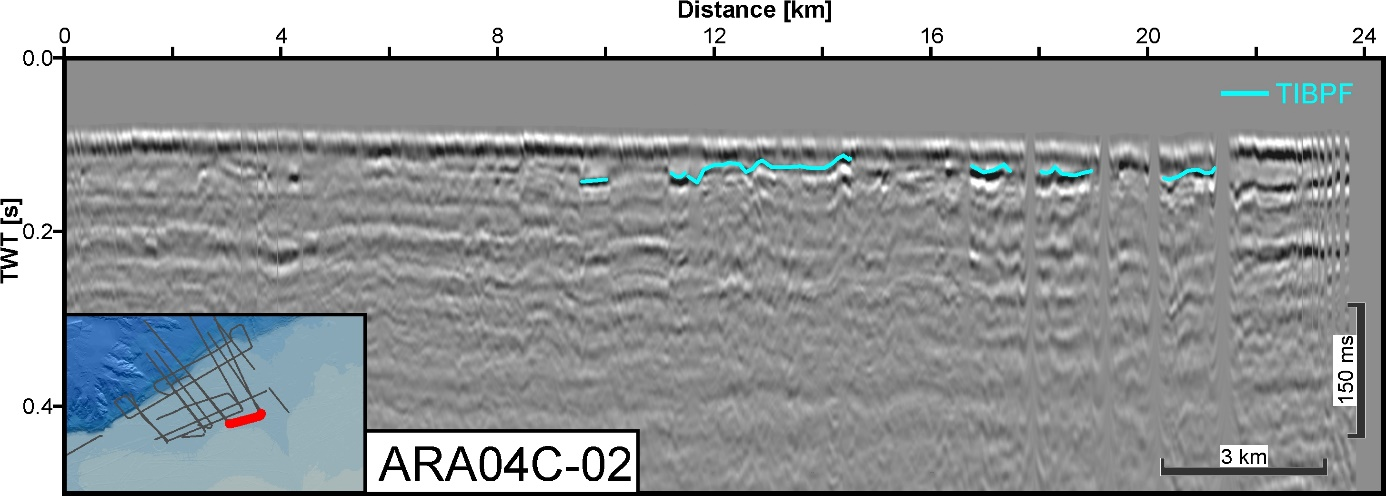 Distance [km]
0 4 8 12 16 20 24
0.0
TIBPF
0.2
TWT [s]
150 ms
0.4
3 km
ARA04C-02